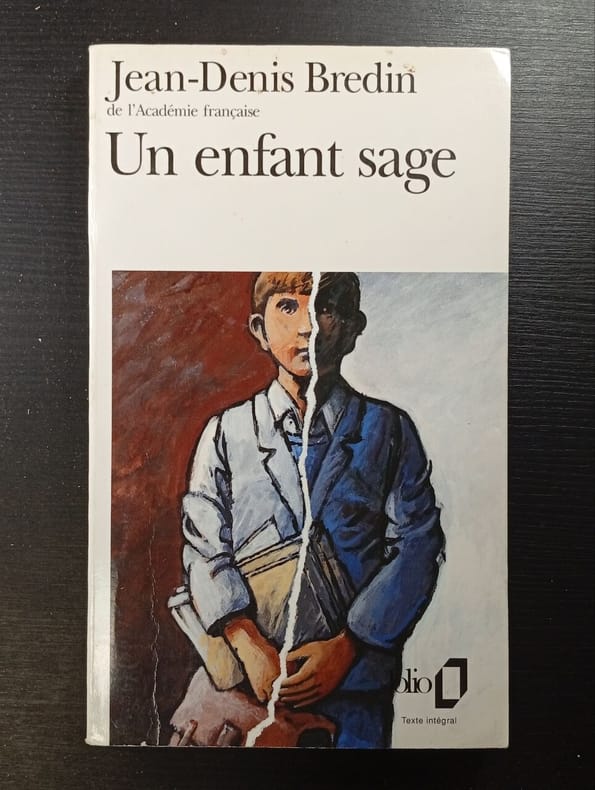 Jean-Denis Bredin
de l'Académie française
Un enfant sage
folio
Texte intégral